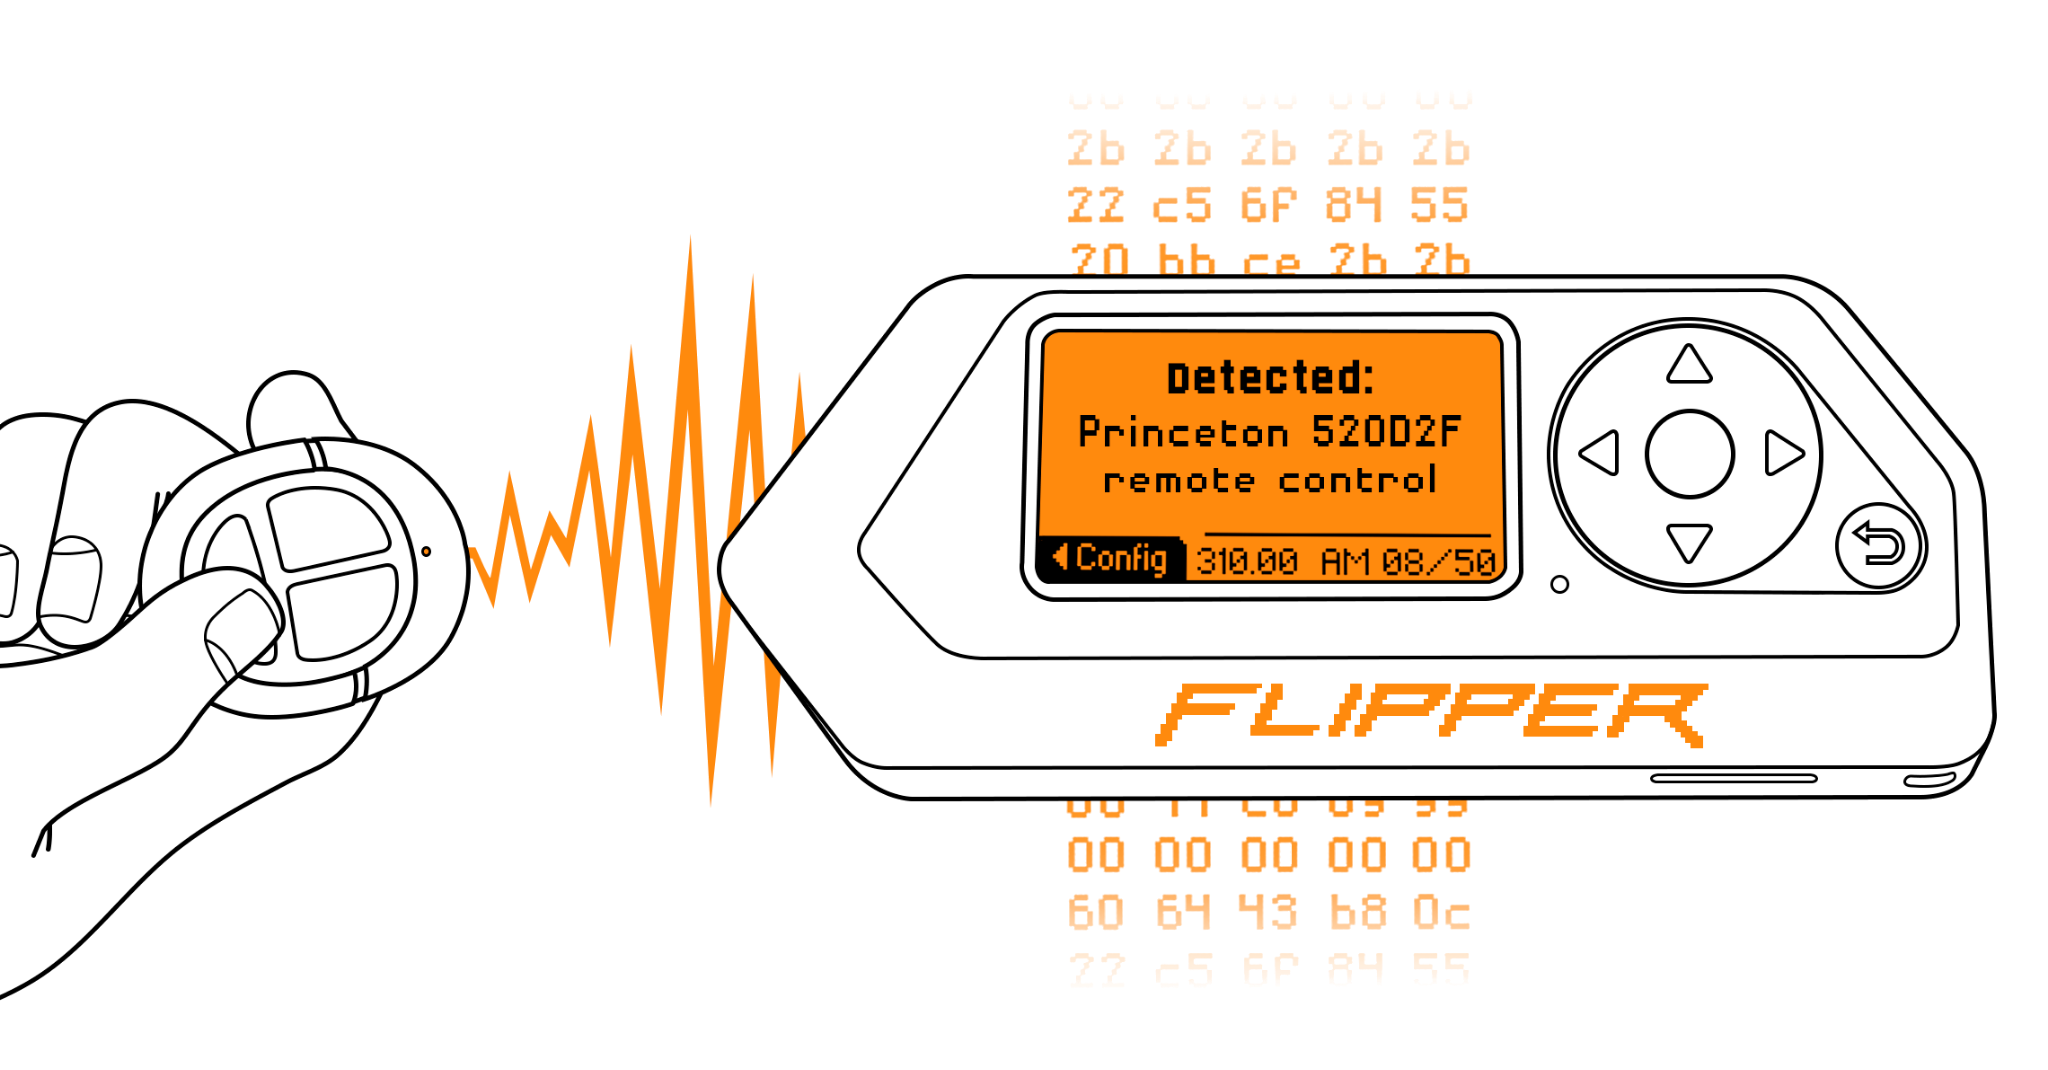 2b 2b 2b 2b 2b
22 c5 6f 84 55
20 bb ce 2b 2b
Detected:
Princeton 520D2F
remote control
Config 310.00 AM 08/50
FLIPPER
00 00 00 00 00
60 64 43 b8 0c
22 c5 6f 84 55